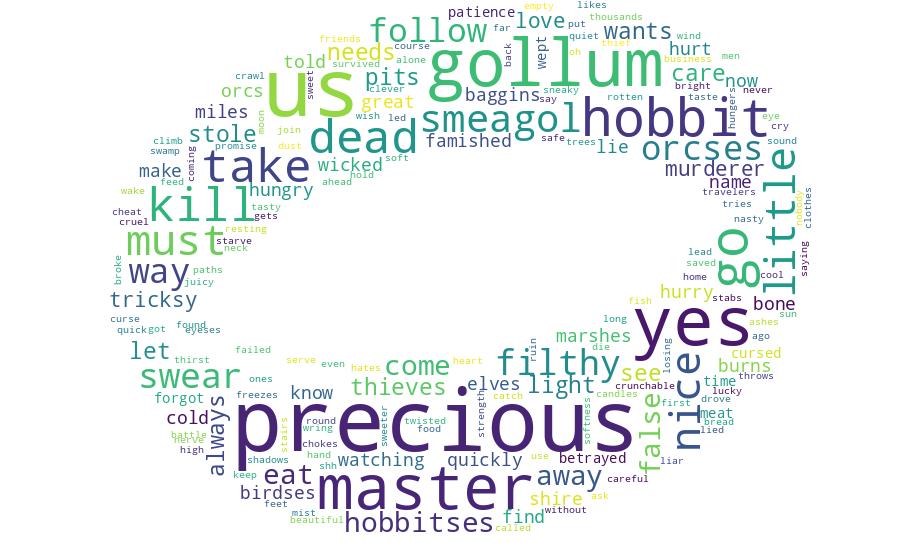 empty likes
patience love put thousands
follow far quiet wants wind
friends course needs back wept oh thief
us gollum hurt business men
told survived alone pits care now
crawl sweet clever sneaky bright taste never
orcs great baggins say rotten hungers eye
miles moon wish led smeagol hobbit cry
stole join dead famished safe trees lie orcses sound
climb promise dust soft
swamp coming take wicked ahead hold murderer little
make feed hungry name travelers
wake tasty tries nobody clothes
cheat kill gets nasty
cruel resting
must starve neck go saying
broke way paths lead saved cool
juicy home
tricksy hurry stabs bone sun
curse found fish
quick got eyeses long yes ashes
marshes ago
let failed die ruin losing cursed
thirst serve even hates heart filthy see burns throws
swear come crunchable nice time lucky
ones thieves elves light
forgot freezes know catch candles first drove meat
always precious strength softness false bread
cold round sweeter twisted lied
battle nerve stairs wring food
high chokes
shadows hand watching quickly use betrayed liar
keep eat shh master away careful
birdses
feet shire ask
mist without
beautiful hobbitses called find